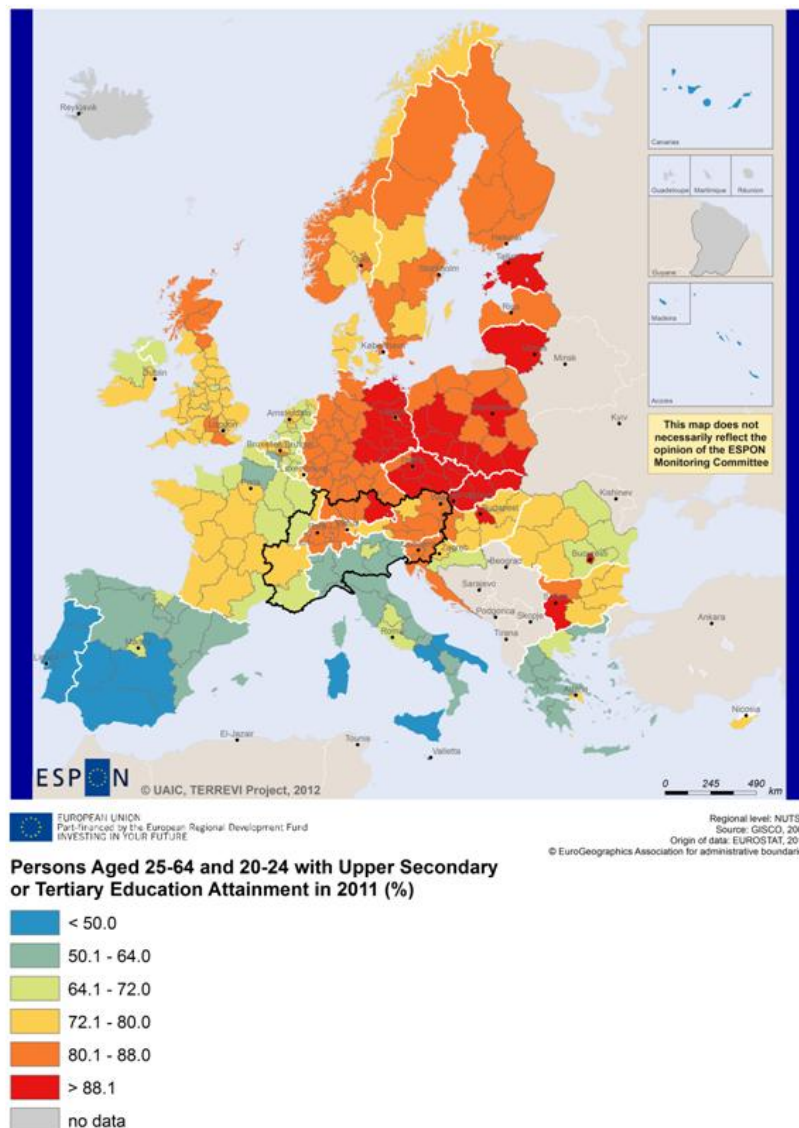 Reykjavik
Canarias
Guadeloupe
Martinique
Réunion
Guyane
Madeira
Acores
This map does not
necessarily reflect the
opinion of the ESPON
Monitoring Committee
Helsinki
Oslo
Stockholm
Riga
København
Minsk
Dublin
London
Kyiv
Paris
Kishinev
Beograd
Sarajevo
Podgorica
Skopje
Tirana
Roma
Ankara
Nicosia
El-Jazair
Tounis
Valletta
ESPON
© UAIC, TERREVI Project, 2012
0 245 490
km
EUROPEAN UNION
Part-financed by the European Regional Development Fund
INVESTING IN YOUR FUTURE
Regional level: NUTS
Source: GISCO, 20
Origin of data: EUROSTAT, 20
© EuroGeographics Association for administrative boundari
Persons Aged 25-64 and 20-24 with Upper Secondary
or Tertiary Education Attainment in 2011 (%)
< 50.0
50.1 - 64.0
64.1 - 72.0
72.1 - 80.0
80.1 - 88.0
> 88.1
no data